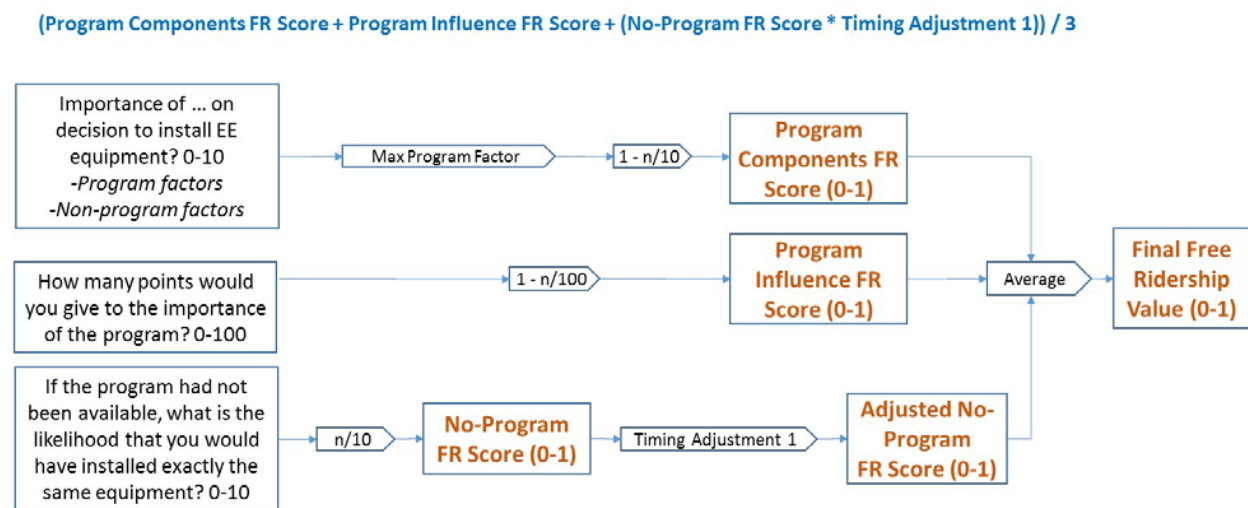 (Program Components FR Score + Program Influence FR Score + (No-Program FR Score * Timing Adjustment 1)) / 3
Importance of ... on
decision to install EE
equipment? 0-10
-Program factors
-Non-program factors
Max Program Factor
1 - n/10
Program
Components FR
Score (0-1)
How many points would
you give to the importance
of the program? 0-100
1 - n/100
Program
Influence FR
Score (0-1)
Average
Final Free
Ridership
Value (0-1)
If the program had not
been available, what is the
likelihood that you would
have installed exactly the
same equipment? 0-10
n/10
No-Program
FR Score (0-1)
Timing Adjustment 1
Adjusted No-
Program
FR Score (0-1)